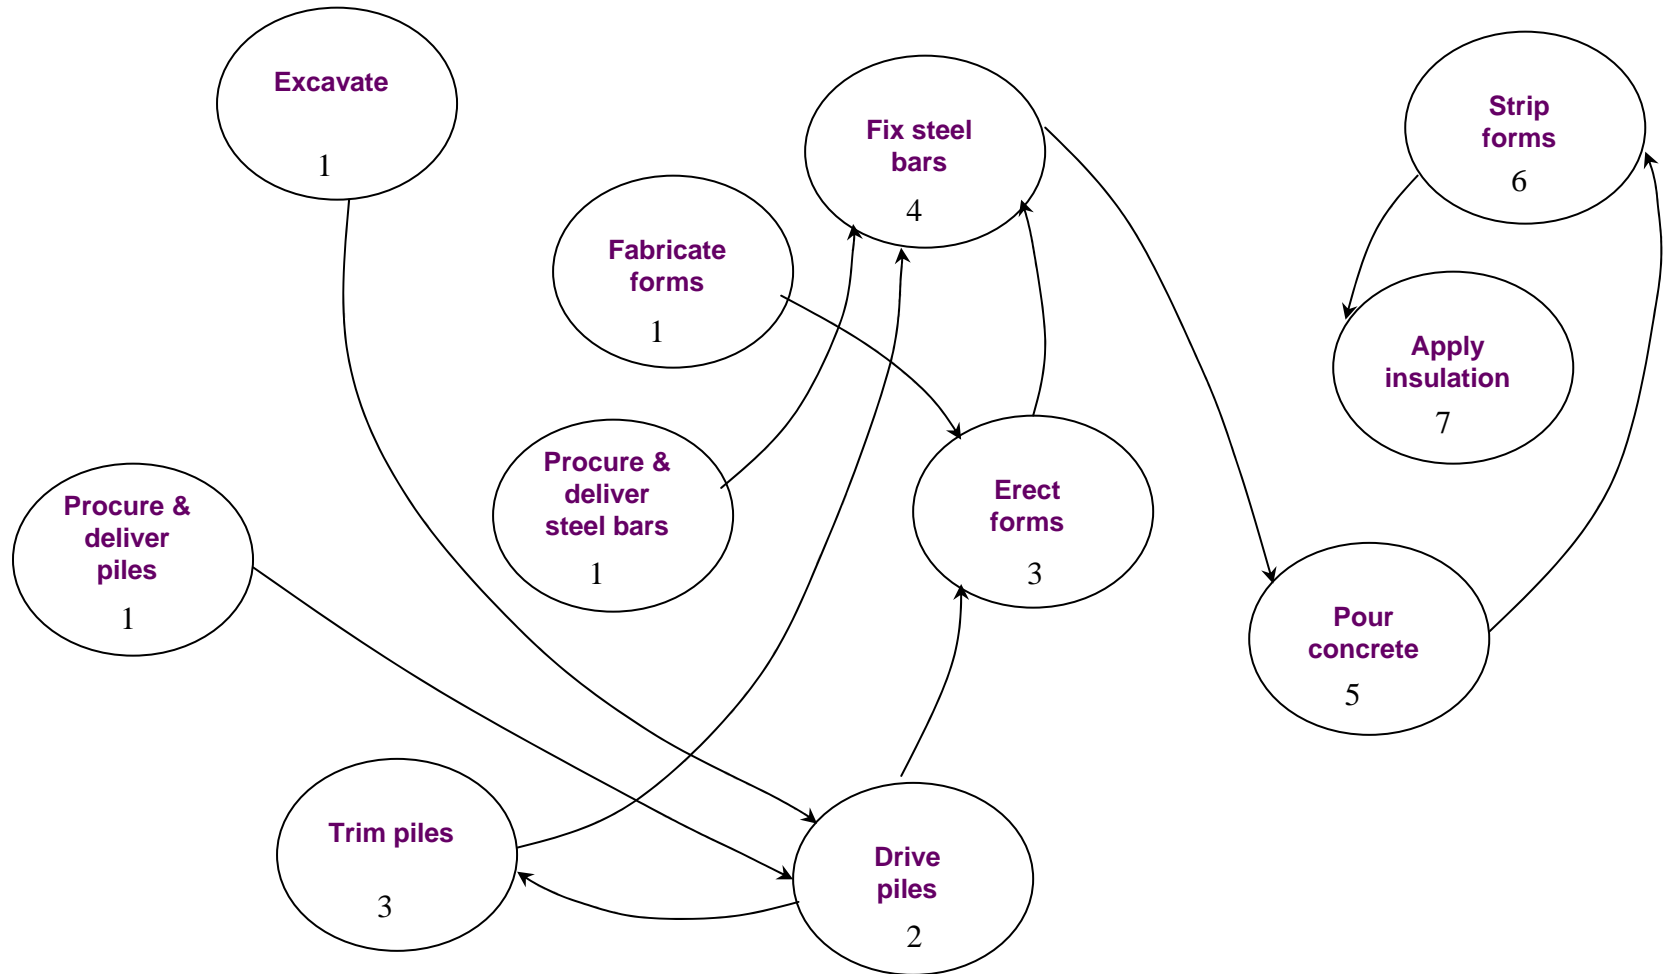 Excavate
1
Fix steel
bars
4
Strip
forms
6
Fabricate
forms
1
Apply
insulation
7
Procure &
deliver
steel bars
1
Procure &
deliver
piles
1
Erect
forms
3
Pour
concrete
5
Trim piles
3
Drive
piles
2